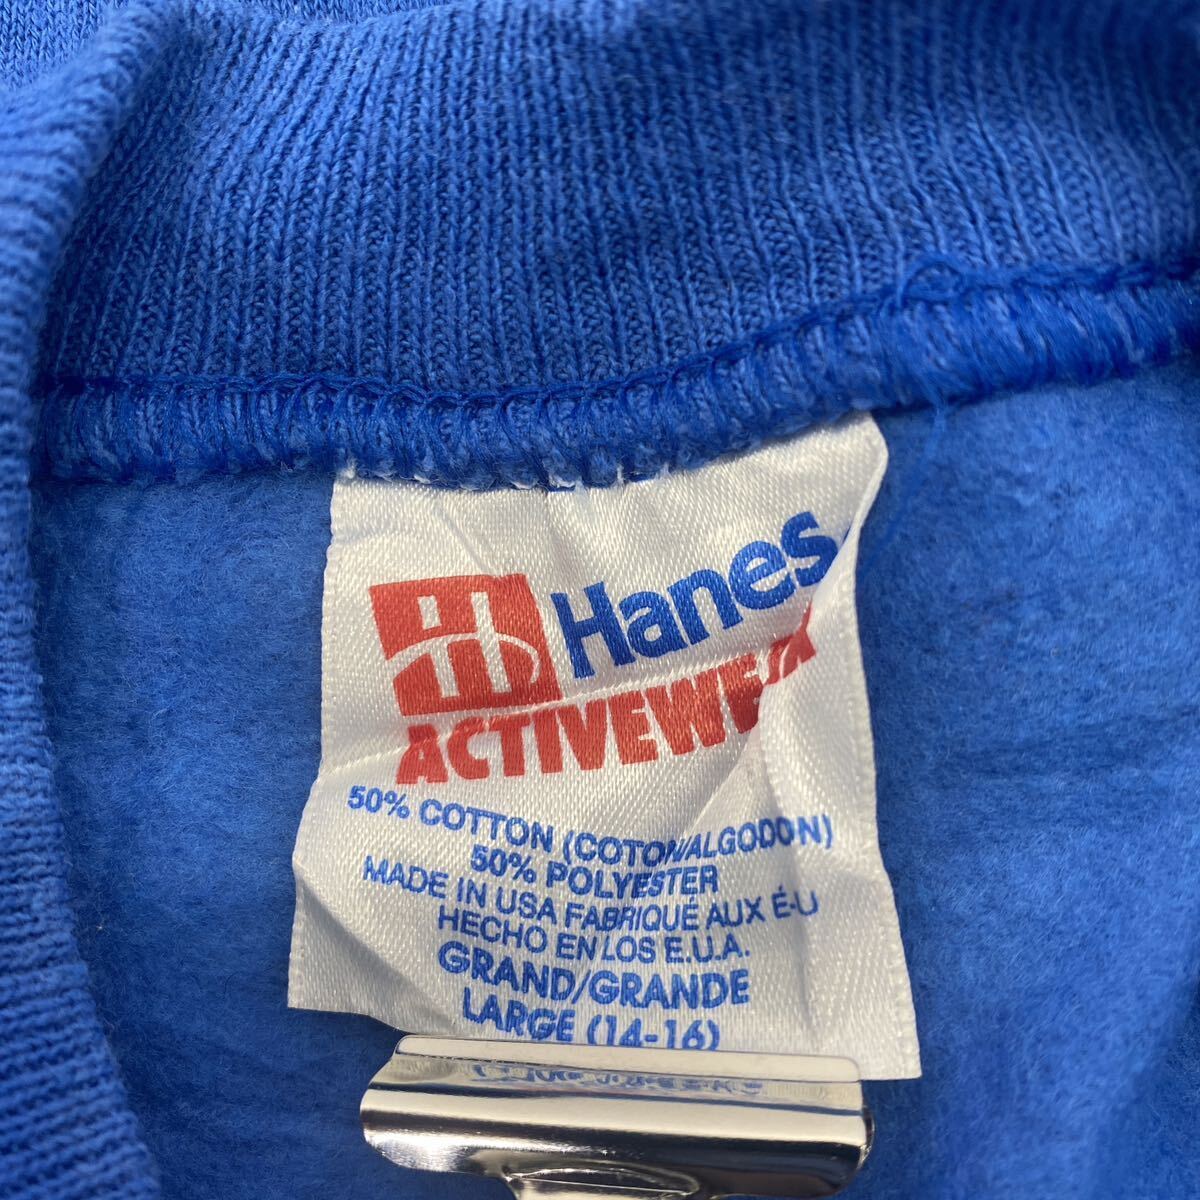 Hanes
ACTIVEWEAR
50% COTTON (COTON/ALGODON)
50% POLYESTER
MADE IN USA FABRIQUÉ AUX É-U
HECHO EN LOS E.U.A.
GRAND/GRANDE
LARGE (14-16)